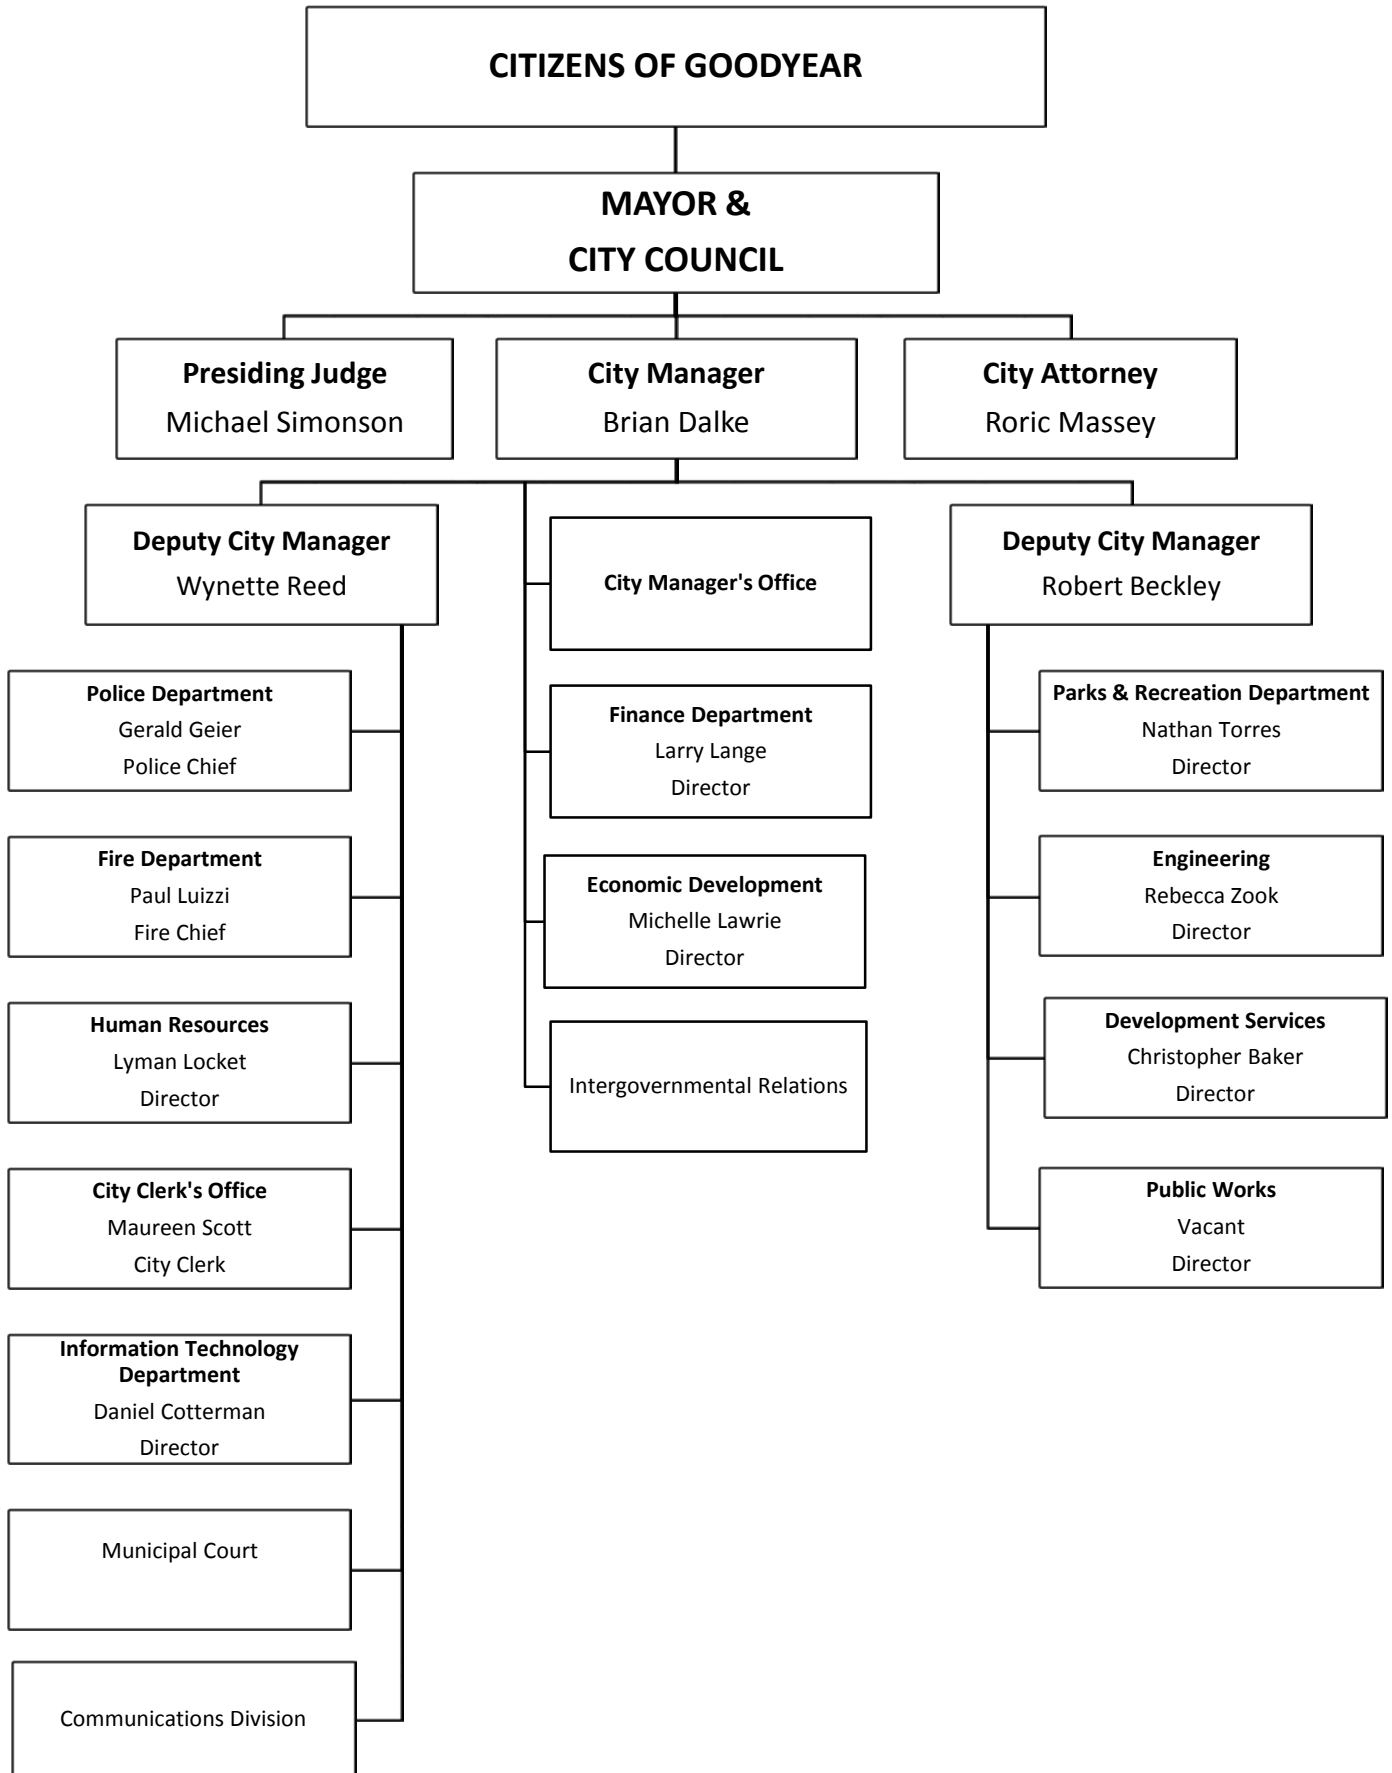 CITIZENS OF GOODYEAR
MAYOR &
CITY COUNCIL
Presiding Judge
Michael Simonson
City Manager
Brian Dalke
City Attorney
Roric Massey
Deputy City Manager
Wynette Reed
Police Department
Gerald Geier
Police Chief
Fire Department
Paul Luizzi
Fire Chief
Human Resources
Lyman Locket
Director
City Clerk's Office
Maureen Scott
City Clerk
Information Technology
Department
Daniel Cotterman
Director
Municipal Court
Communications Division
City Manager's Office
Finance Department
Larry Lange
Director
Economic Development
Michelle Lawrie
Director
Intergovernmental Relations
Deputy City Manager
Robert Beckley
Parks & Recreation Department
Nathan Torres
Director
Engineering
Rebecca Zook
Director
Development Services
Christopher Baker
Director
Public Works
Vacant
Director